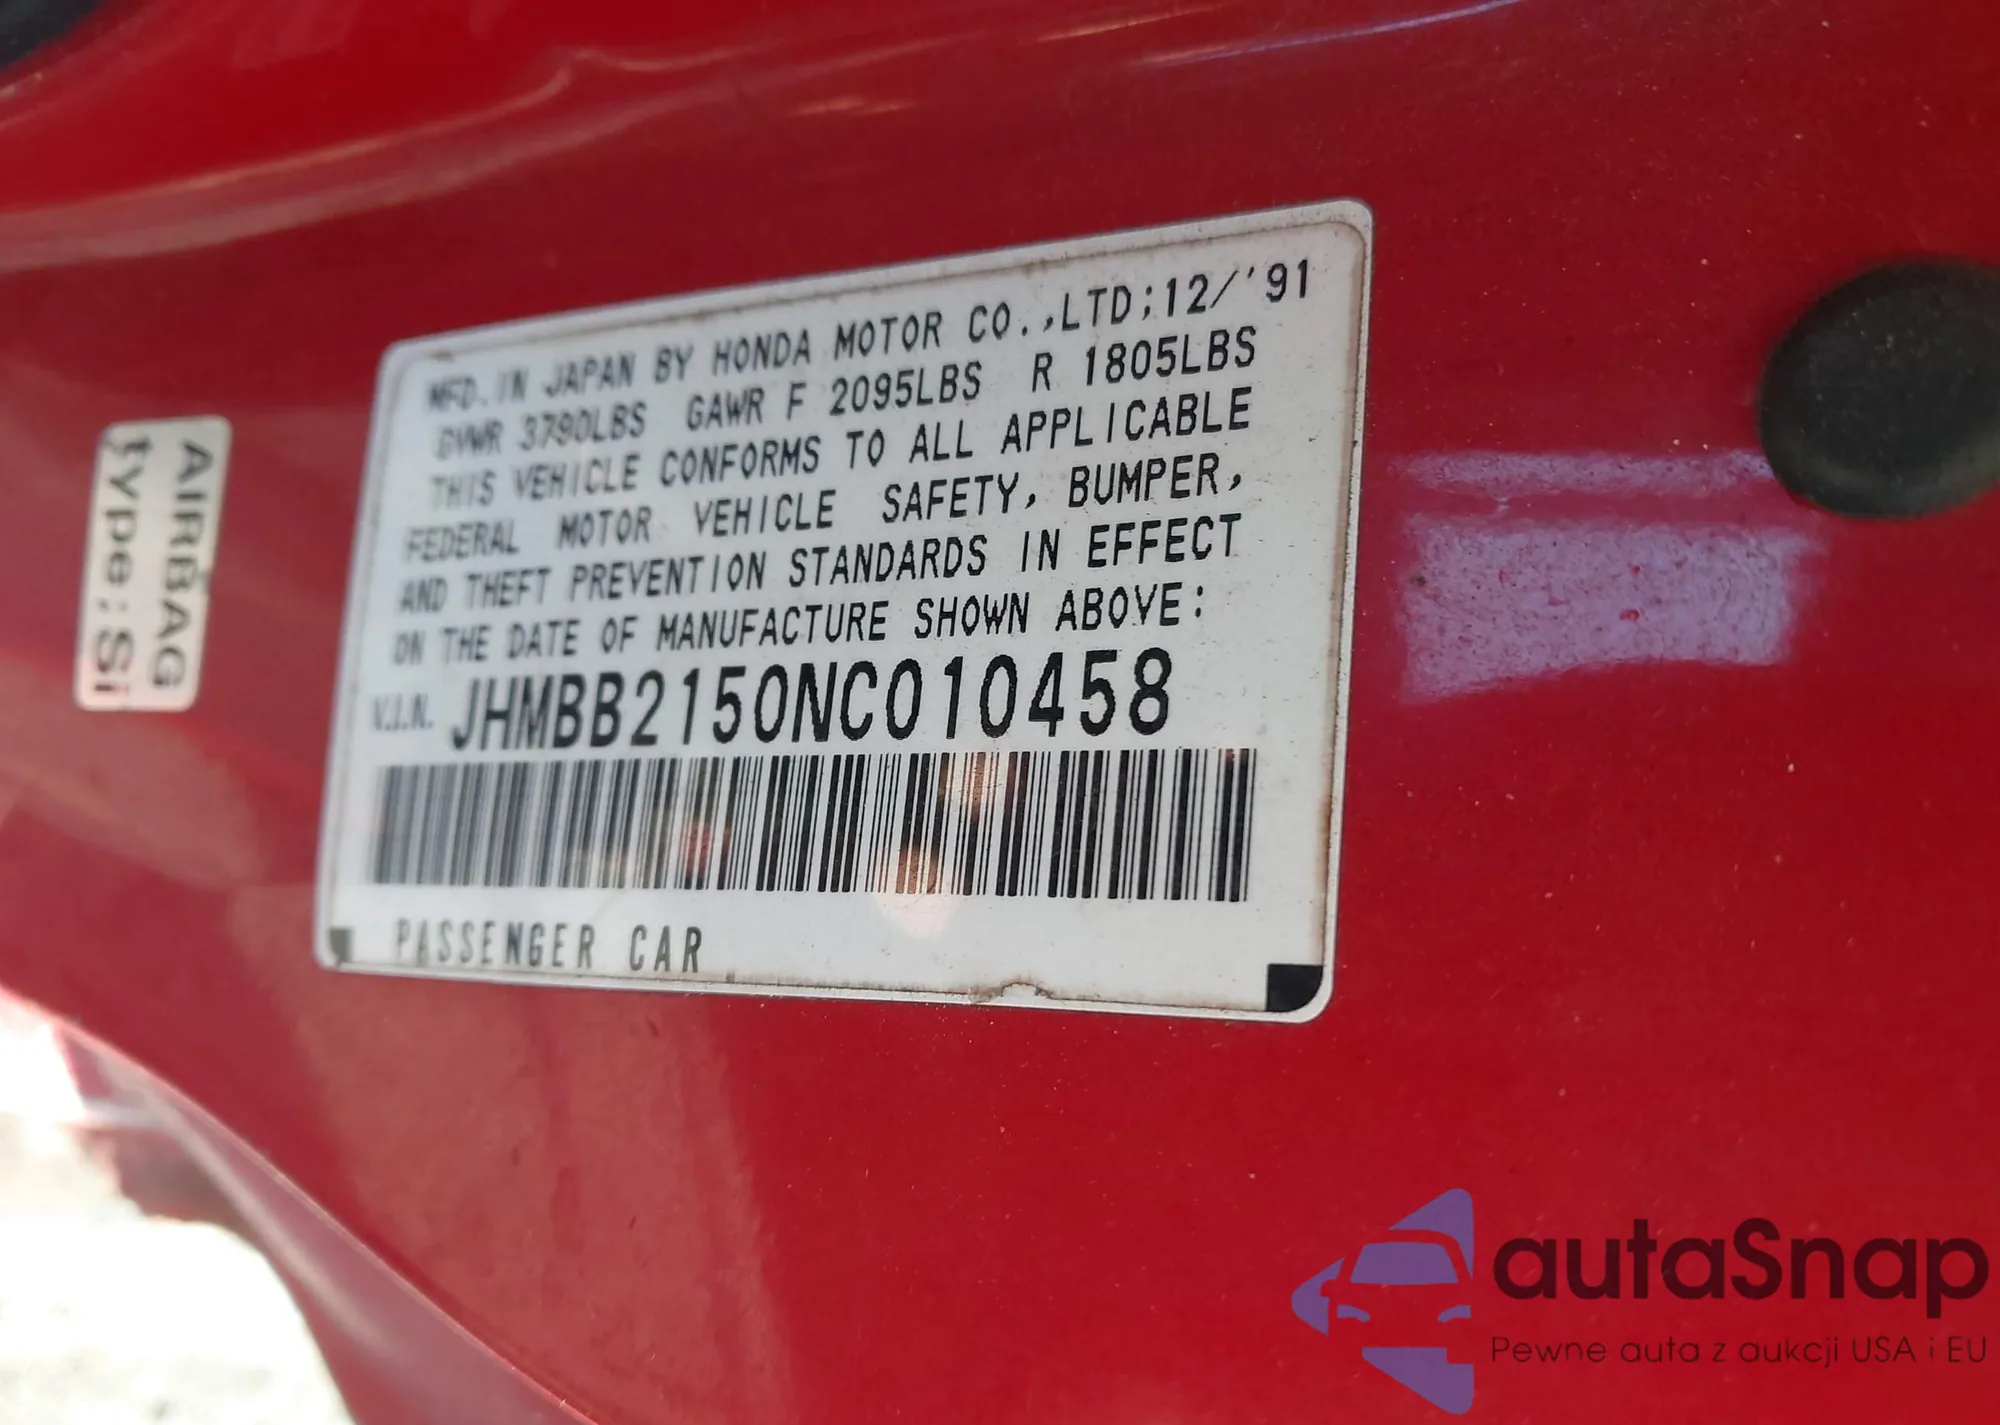 MFD. IN JAPAN BY HONDA MOTOR CO.,LTD;12/'91
GVWR 3790LBS GAWR F 2095LBS R 1805LBS
THIS VEHICLE CONFORMS TO ALL APPLICABLE
FEDERAL MOTOR VEHICLE SAFETY, BUMPER,
AND THEFT PREVENTION STANDARDS IN EFFECT
ON THE DATE OF MANUFACTURE SHOWN ABOVE:
V.I.N. JHMBB2150NC010458
PASSENGER CAR
AIRBAG
type:Si
autaSnap
Pewne auta z aukcji USA i EU